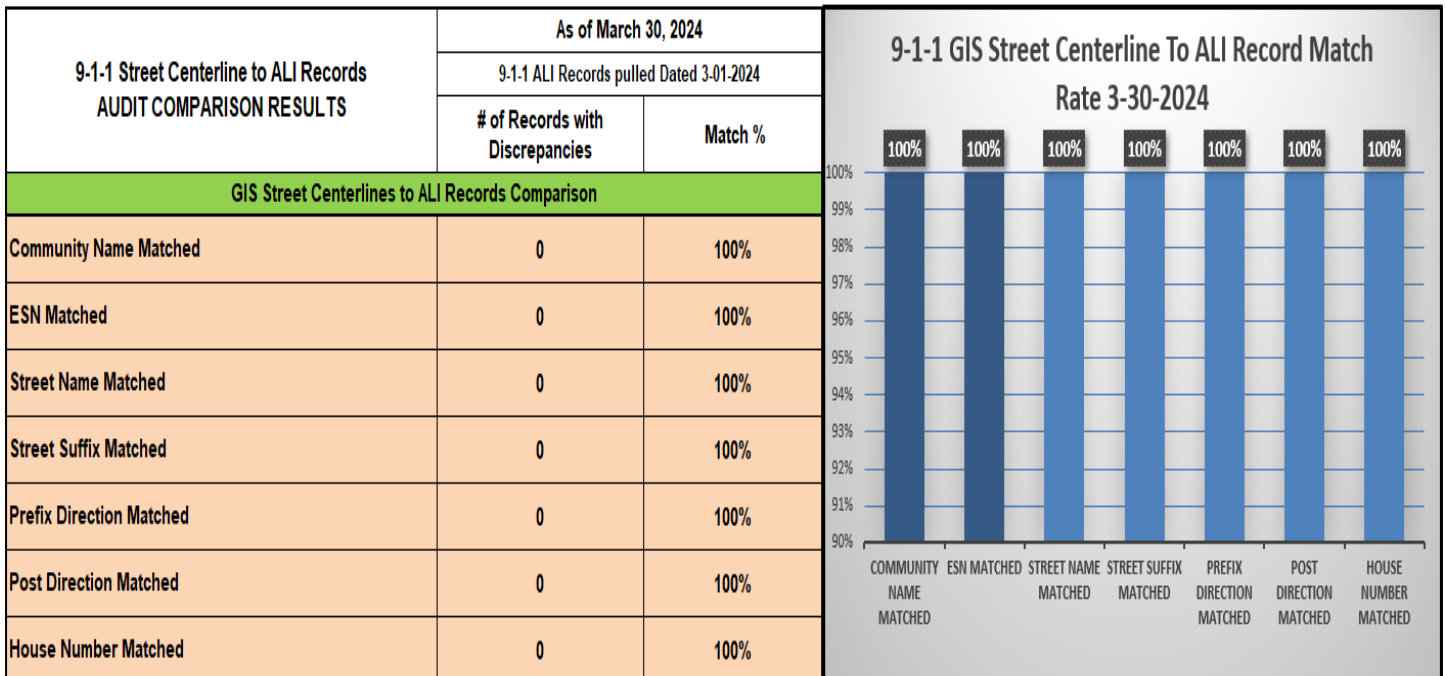 9-1-1 Street Centerline to ALI Records
AUDIT COMPARISON RESULTS
As of March 30, 2024
9-1-1 ALI Records pulled Dated 3-01-2024
# of Records with
Discrepancies
Match %
GIS Street Centerlines to ALI Records Comparison
Community Name Matched 0 100%
ESN Matched 0 100%
Street Name Matched 0 100%
Street Suffix Matched 0 100%
Prefix Direction Matched 0 100%
Post Direction Matched 0 100%
House Number Matched 0 100%
9-1-1 GIS Street Centerline To ALI Record Match
Rate 3-30-2024
100% 100% 100% 100% 100% 100% 100%
100%
99%
98%
97%
96%
95%
94%
93%
92%
91%
90%
COMMUNITY NAME MATCHED
ESN MATCHED
STREET NAME MATCHED
STREET SUFFIX MATCHED
PREFIX DIRECTION MATCHED
POST DIRECTION MATCHED
HOUSE NUMBER MATCHED